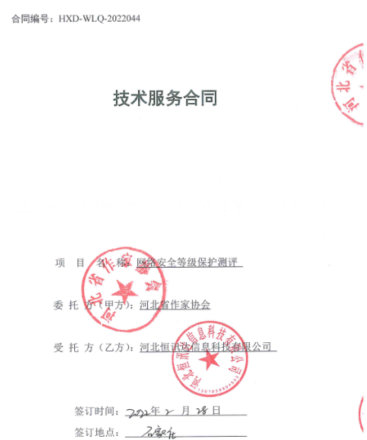 合同编号：HXD-WLQ-2022044
技术服务合同
项 目 名 称：网络安全等级保护测评
委 托 方（甲方）：河北省作家协会
受 托 方（乙方）：河北恒讯达信息科技有限公司
签订时间：2022年 2 月 28 日
签订地点：石家庄